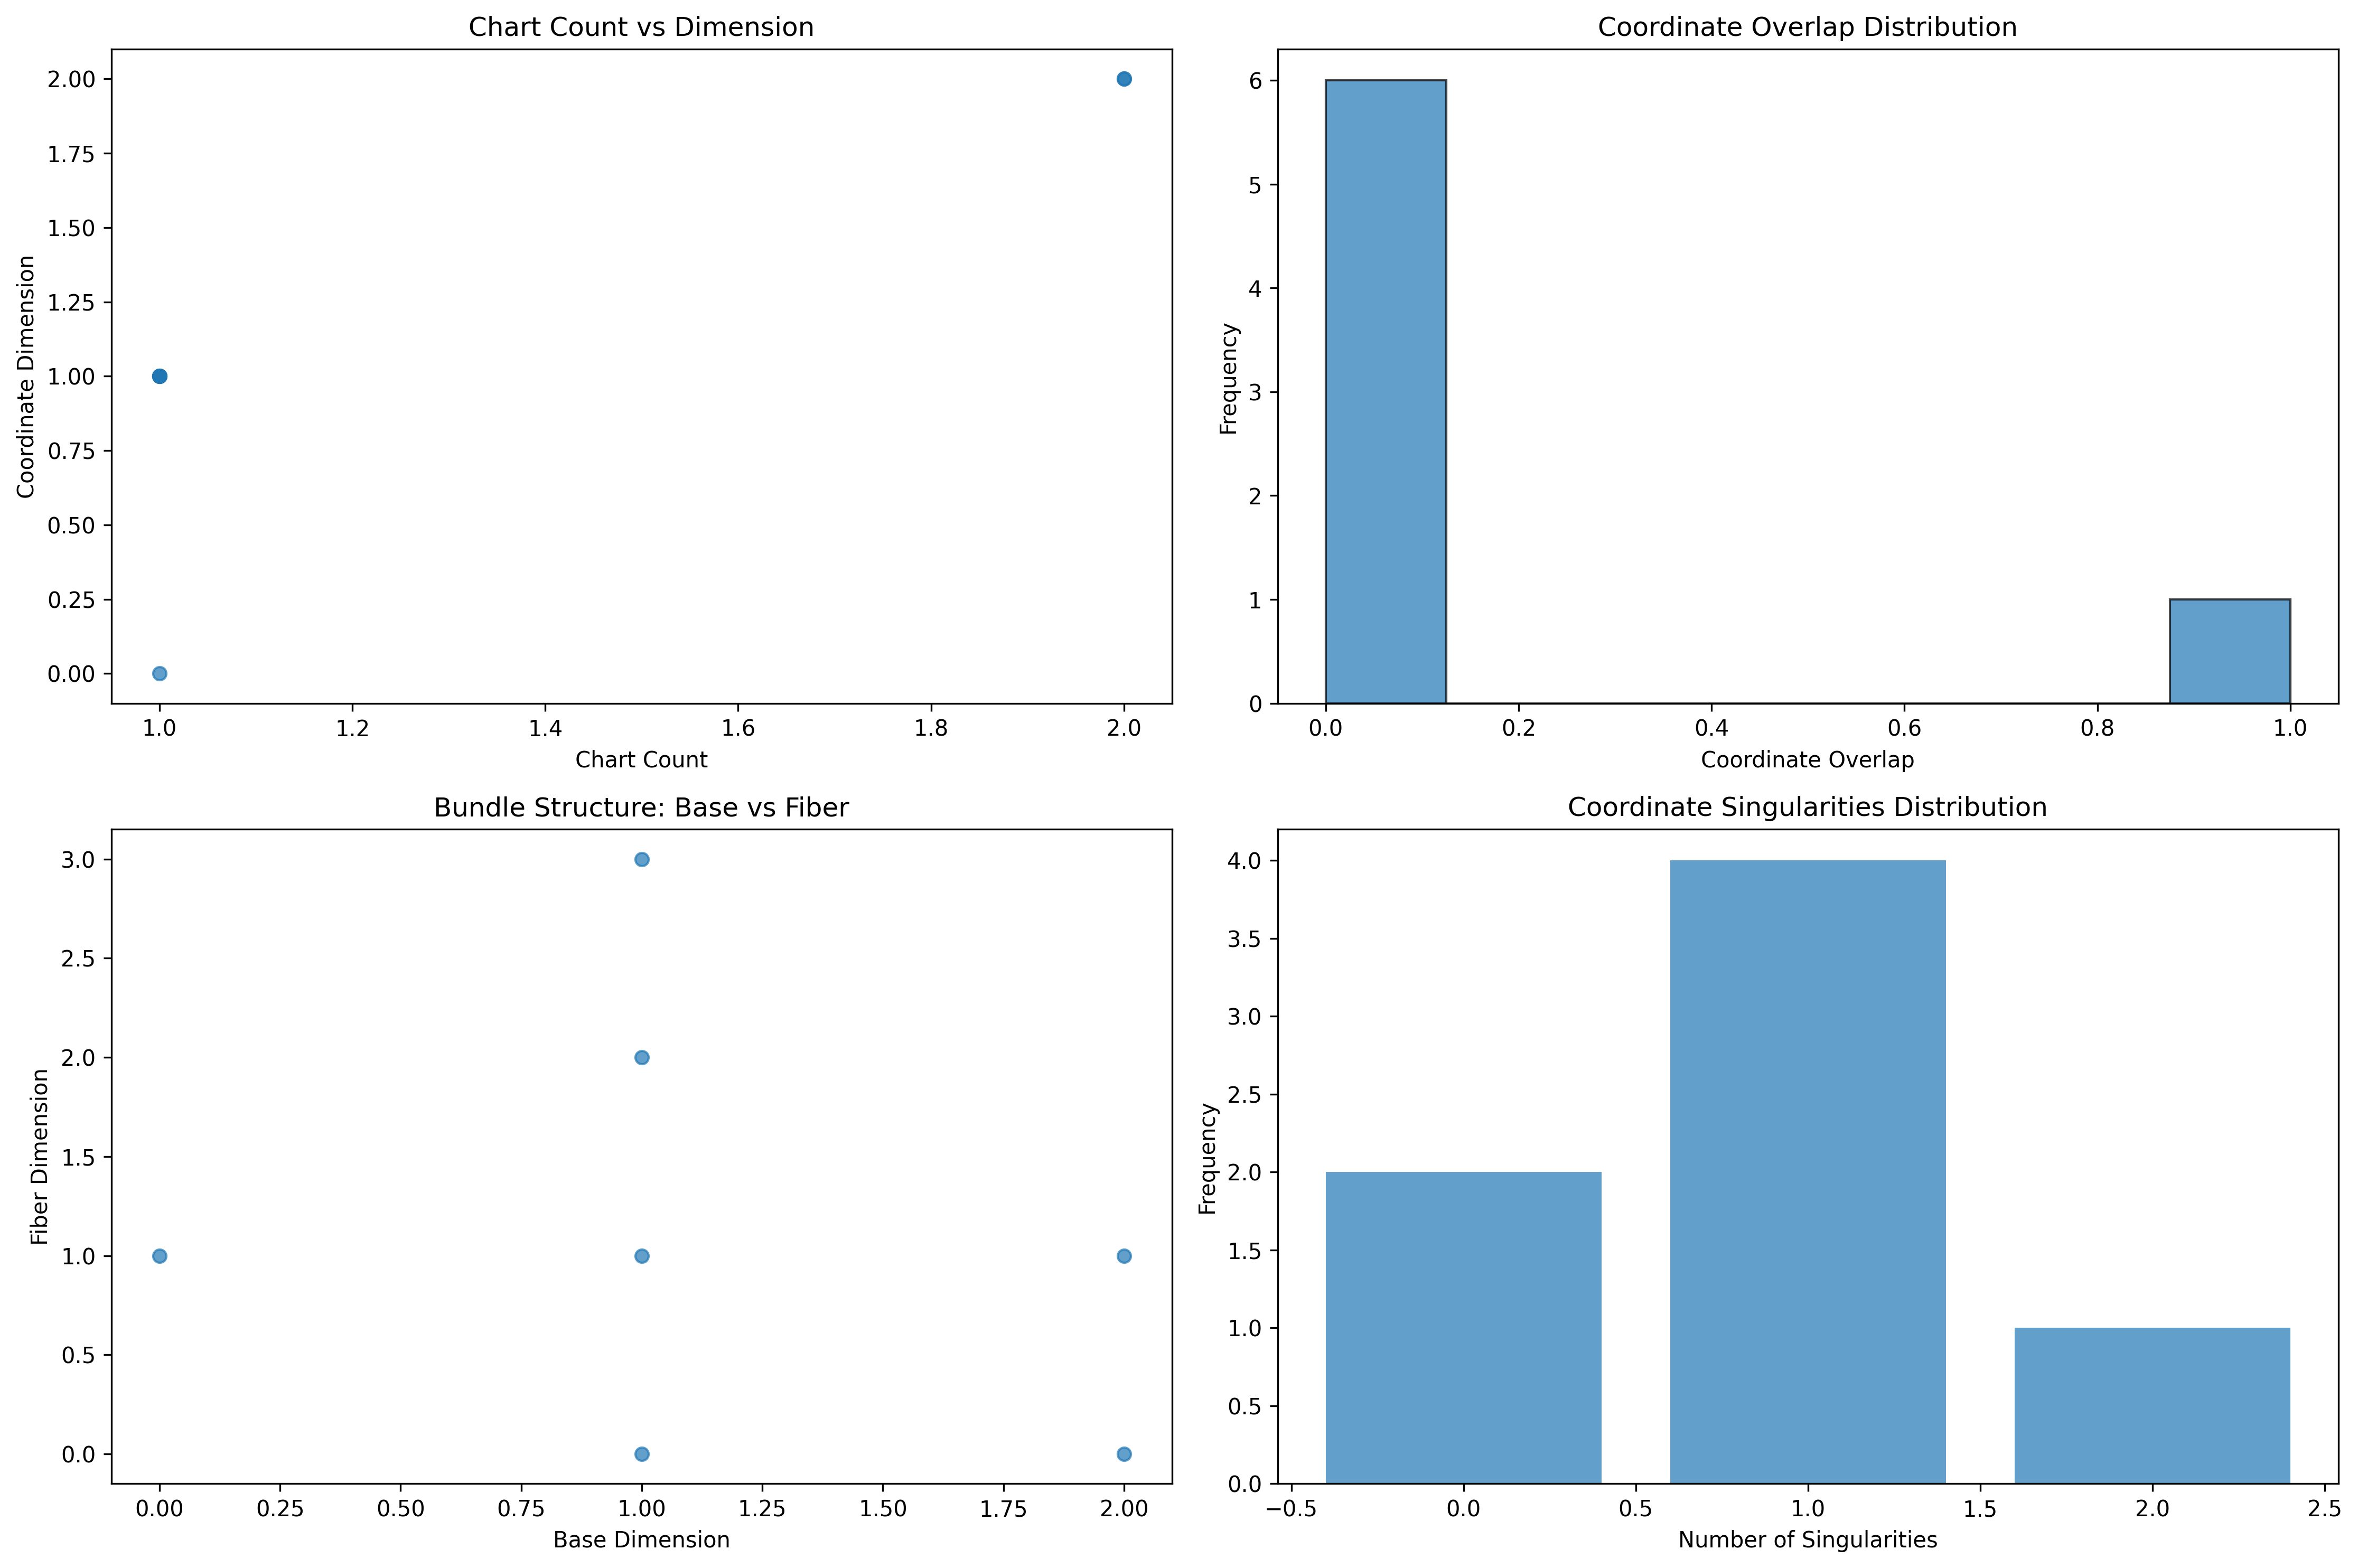 Chart Count vs Dimension
Coordinate Dimension
2.00
1.75
1.50
1.25
1.00
0.75
0.50
0.25
0.00
1.0 1.2 1.4 1.6 1.8 2.0
Chart Count
Coordinate Overlap Distribution
Frequency
6
5
4
3
2
1
0
0.0 0.2 0.4 0.6 0.8 1.0
Coordinate Overlap
Bundle Structure: Base vs Fiber
Fiber Dimension
3.0
2.5
2.0
1.5
1.0
0.5
0.0
0.00 0.25 0.50 0.75 1.00 1.25 1.50 1.75 2.00
Base Dimension
Coordinate Singularities Distribution
Frequency
4.0
3.5
3.0
2.5
2.0
1.5
1.0
0.5
0.0
−0.5 0.0 0.5 1.0 1.5 2.0 2.5
Number of Singularities